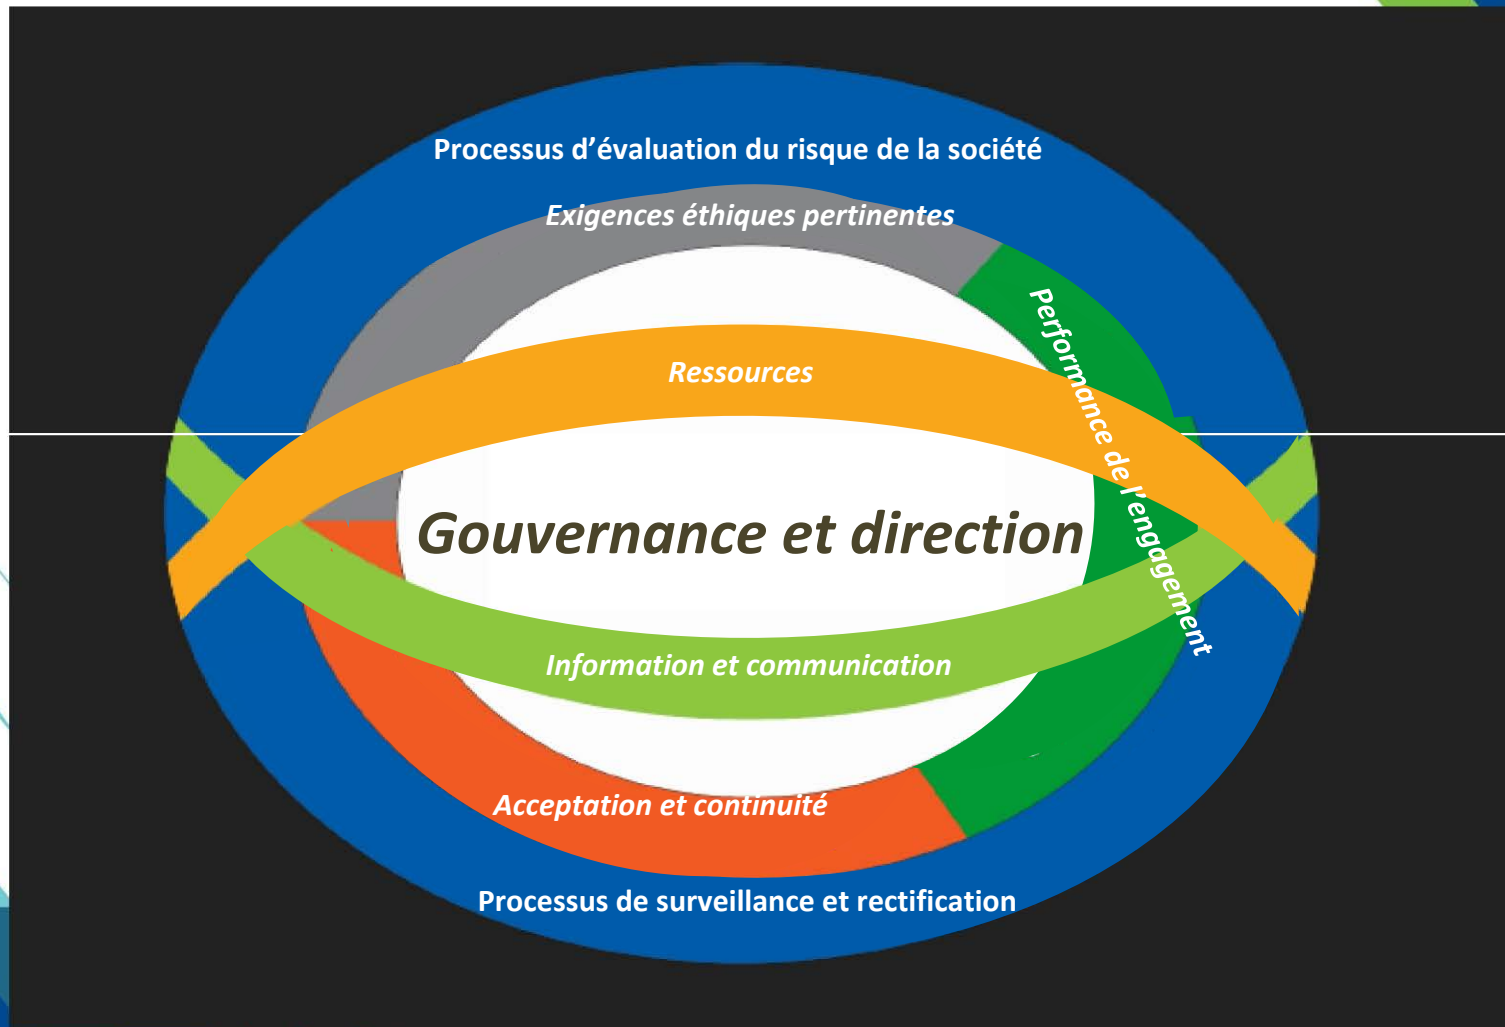 Processus d’évaluation du risque de la société
Exigences éthiques pertinentes
Performance de l’engagement
Ressources
Gouvernance et direction
Information et communication
Acceptation et continuité
Processus de surveillance et rectification